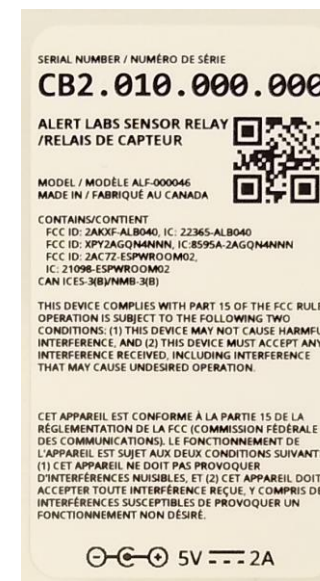 SERIAL NUMBER / NUMÉRO DE SÉRIE
CB2.010.000.000
ALERT LABS SENSOR RELAY
/RELAIS DE CAPTEUR
MODEL / MODÈLE ALF-000046
MADE IN / FABRIQUÉ AU CANADA
CONTAINS/CONTIENT
FCC ID: 2AKXF-ALB040, IC: 22365-ALB040
FCC ID: XPY2AGQN4NNN, IC:8595A-2AGQN4NNN
FCC ID: 2AC7Z-ESPWROOM02,
IC: 21098-ESPWROOM02
CAN ICES-3(B)/NMB-3(B)
THIS DEVICE COMPLIES WITH PART 15 OF THE FCC RULE
OPERATION IS SUBJECT TO THE FOLLOWING TWO
CONDITIONS: (1) THIS DEVICE MAY NOT CAUSE HARMFU
INTERFERENCE, AND (2) THIS DEVICE MUST ACCEPT ANY
INTERFERENCE RECEIVED, INCLUDING INTERFERENCE
THAT MAY CAUSE UNDESIRED OPERATION.
CET APPAREIL EST CONFORME À LA PARTIE 15 DE LA
RÉGLEMENTATION DE LA FCC (COMMISSION FÉDÉRALE
DES COMMUNICATIONS). LE FONCTIONNEMENT DE
L'APPAREIL EST SUJET AUX DEUX CONDITIONS SUIVANT
(1) CET APPAREIL NE DOIT PAS PROVOQUER
D'INTERFÉRENCES NUISIBLES, ET (2) CET APPAREIL DOIT
ACCEPTER TOUTE INTERFÉRENCE REÇUE, Y COMPRIS DE
INTERFÉRENCES SUSCEPTIBLES DE PROVOQUER UN
FONCTIONNEMENT NON DÉSIRÉ.
5V 2A